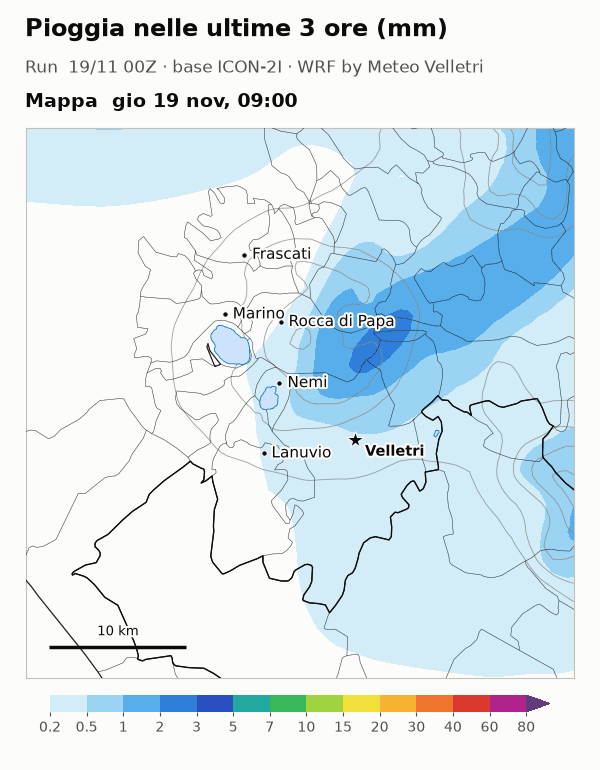 Pioggia nelle ultime 3 ore (mm)
Run  19/11 00Z · base ICON-2I · WRF by Meteo Velletri
Mappa  gio 19 nov, 09:00
Frascati
Marino
Rocca di Papa
Nemi
Velletri
Lanuvio
10 km
0.2 0.5 1 2 3 5 7 10 15 20 30 40 60 80